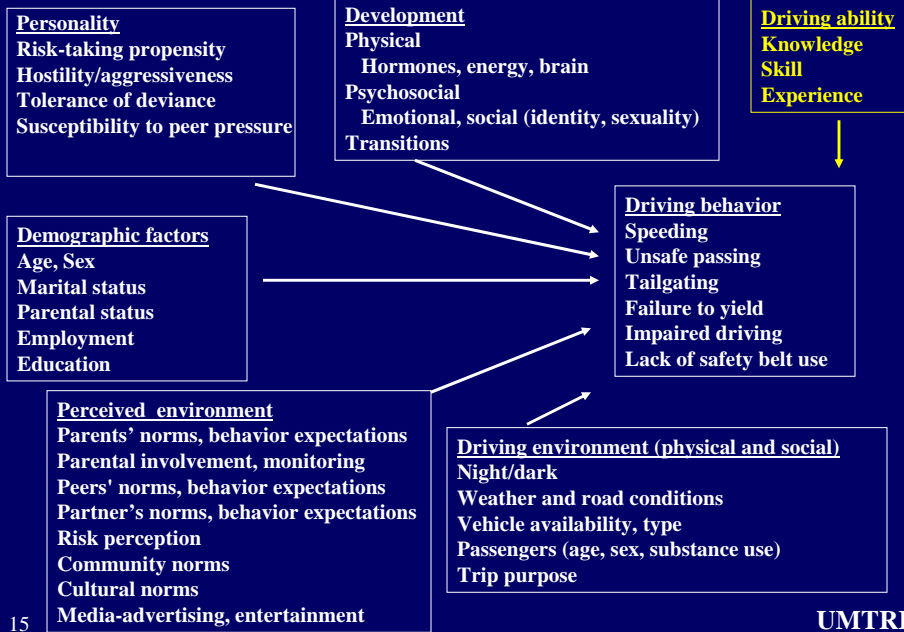 Personality
Risk-taking propensity
Hostility/aggressiveness
Tolerance of deviance
Susceptibility to peer pressure
Development
Physical
Hormones, energy, brain
Psychosocial
Emotional, social (identity, sexuality)
Transitions
Driving ability
Knowledge
Skill
Experience
Demographic factors
Age, Sex
Marital status
Parental status
Employment
Education
Driving behavior
Speeding
Unsafe passing
Tailgating
Failure to yield
Impaired driving
Lack of safety belt use
Perceived environment
Parents’ norms, behavior expectations
Parental involvement, monitoring
Peers' norms, behavior expectations
Partner’s norms, behavior expectations
Risk perception
Community norms
Cultural norms
Media-advertising, entertainment
Driving environment (physical and social)
Night/dark
Weather and road conditions
Vehicle availability, type
Passengers (age, sex, substance use)
Trip purpose
15
UMTRI